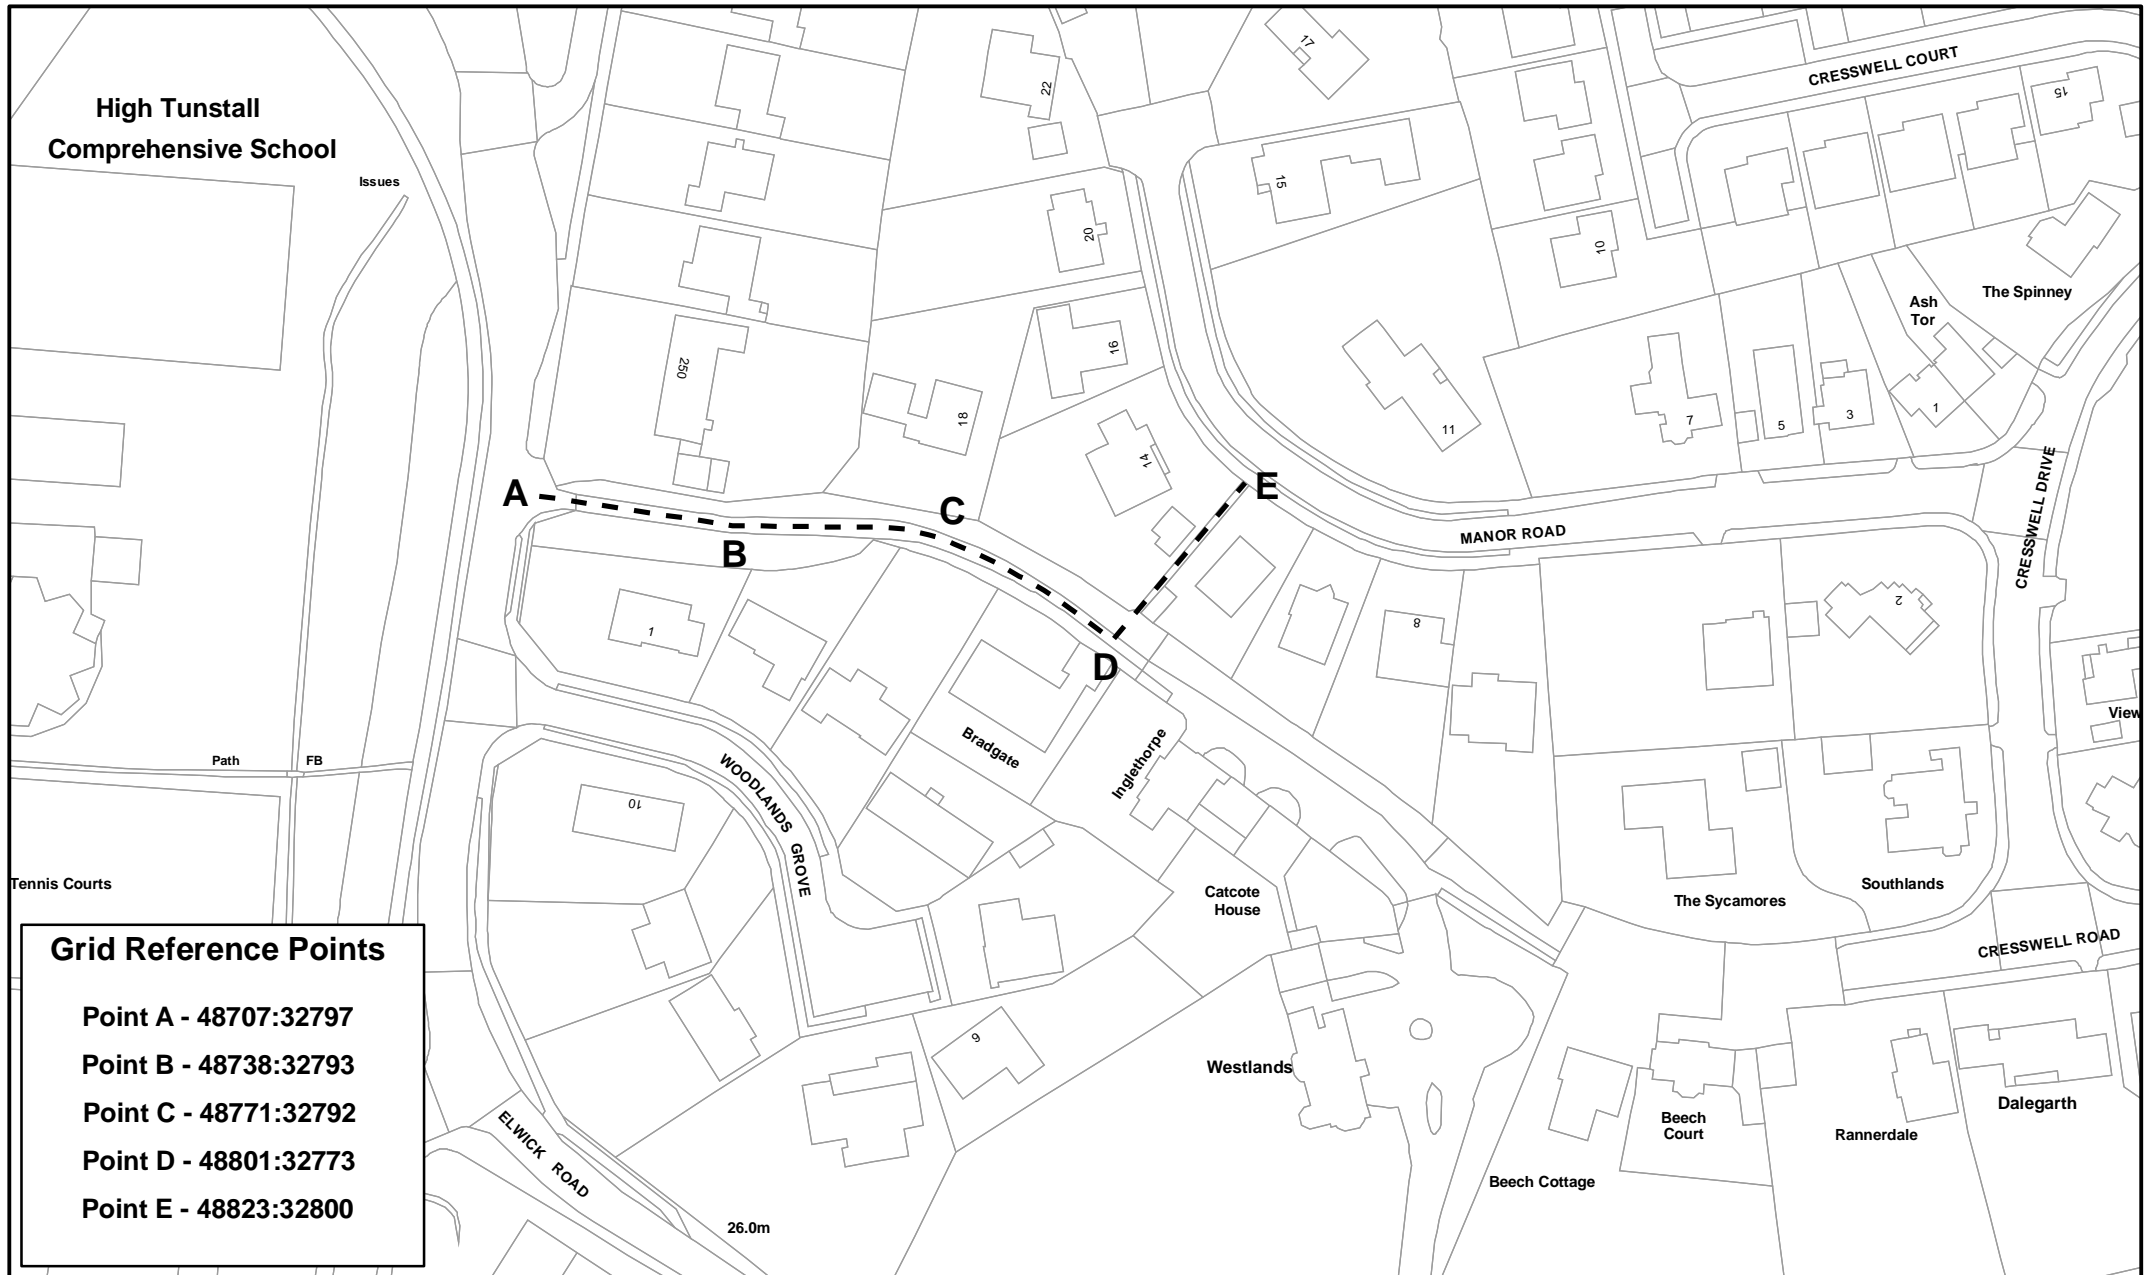 High Tunstall
Comprehensive School
Issues
22
17
CRESSWELL COURT
15
15
20
10
The Spinney
Ash
Tor
250
16
18
14
11
7
5
3
1
CRESSWELL DRIVE
A
B
C
E
MANOR ROAD
D
1
8
2
View
Path
FB
WOODLANDS GROVE
Bradgate
Inglethorpe
10
Tennis Courts
Catcote
House
The Sycamores
Southlands
CRESSWELL ROAD
Grid Reference Points
Point A - 48707:32797
Point B - 48738:32793
Point C - 48771:32792
Point D - 48801:32773
Point E - 48823:32800
9
Westlands
Beech
Court
Beech Cottage
Rannerdale
Dalegarth
ELWICK ROAD
26.0m